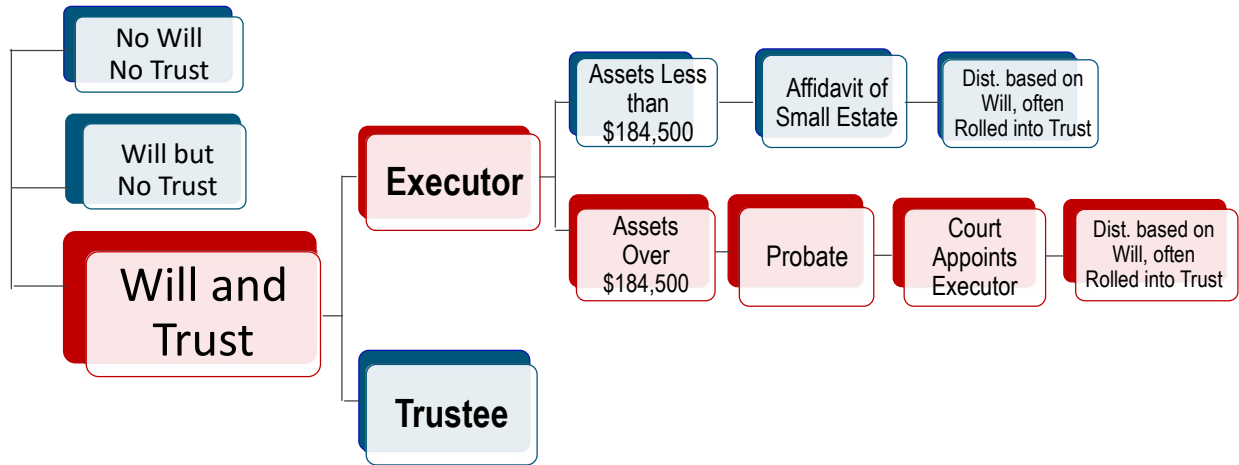 No Will
No Trust
Will but
No Trust
Will and
Trust
Executor
Trustee
Assets Less
than
$184,500
Affidavit of
Small Estate
Dist. based on
Will, often
Rolled into Trust
Assets
Over
$184,500
Probate
Court
Appoints
Executor
Dist. based on
Will, often
Rolled into Trust